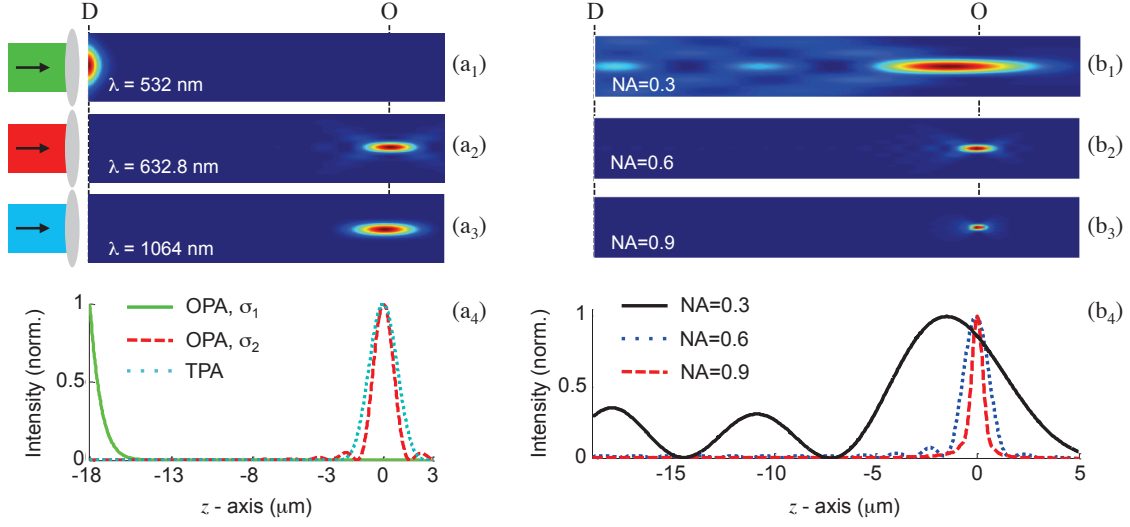 D
O
λ = 532 nm
(a₁)
λ = 632.8 nm
(a₂)
λ = 1064 nm
(a₃)
OPA, σ₁
OPA, σ₂
TPA
(a₄)
Intensity (norm.)
1
0.5
0
-18
-13
-8
-5
0
3
z - axis (μm)
D
O
NA=0.3
(b₁)
NA=0.6
(b₂)
NA=0.9
(b₃)
NA=0.3
NA=0.6
NA=0.9
(b₄)
Intensity (norm.)
1
0.5
0
-15
-10
-5
0
5
z - axis (μm)